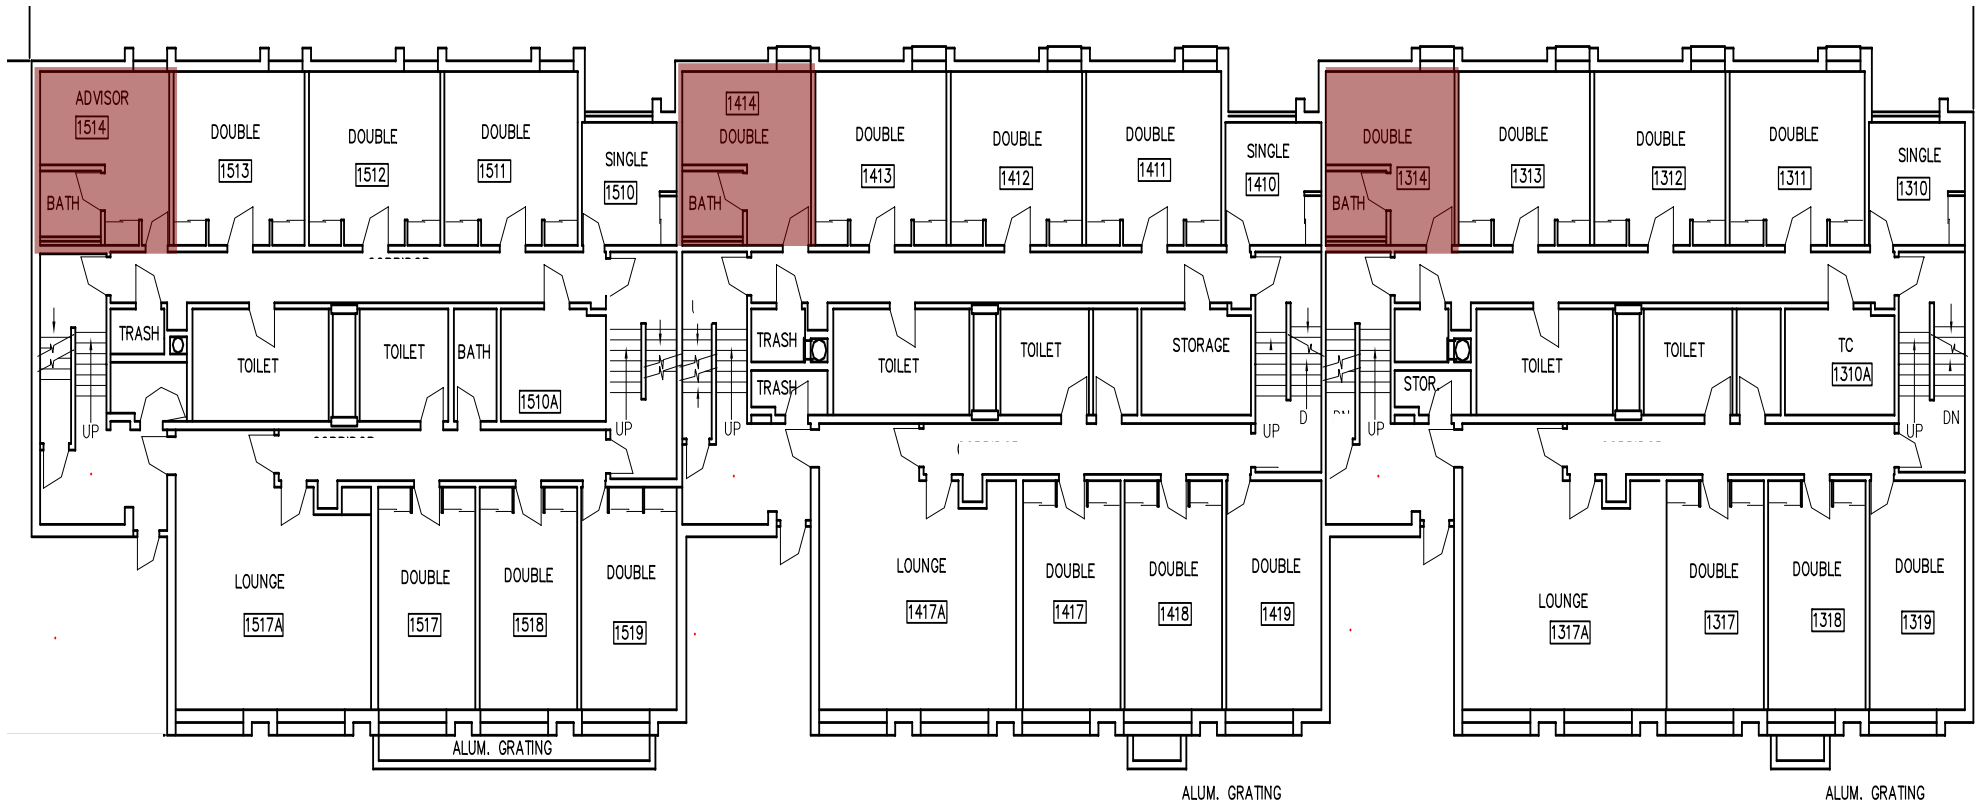 ADVISOR
1514
BATH
DOUBLE
1513
DOUBLE
1512
DOUBLE
1511
SINGLE
1510
1414
DOUBLE
BATH
DOUBLE
1413
DOUBLE
1412
DOUBLE
1411
SINGLE
1410
DOUBLE
1314
BATH
DOUBLE
1313
DOUBLE
1312
DOUBLE
1311
SINGLE
1310
TRASH
TOILET
TOILET
BATH
1510A
UP
UP
TRASH
TRASH
TOILET
TOILET
STORAGE
UP
UP
D
STOR.
TOILET
TOILET
TC
1310A
UP
UP
DN
LOUNGE
1517A
DOUBLE
1517
DOUBLE
1518
DOUBLE
1519
LOUNGE
1417A
DOUBLE
1417
DOUBLE
1418
DOUBLE
1419
LOUNGE
1317A
DOUBLE
1317
DOUBLE
1318
DOUBLE
1319
ALUM. GRATING
ALUM. GRATING
ALUM. GRATING